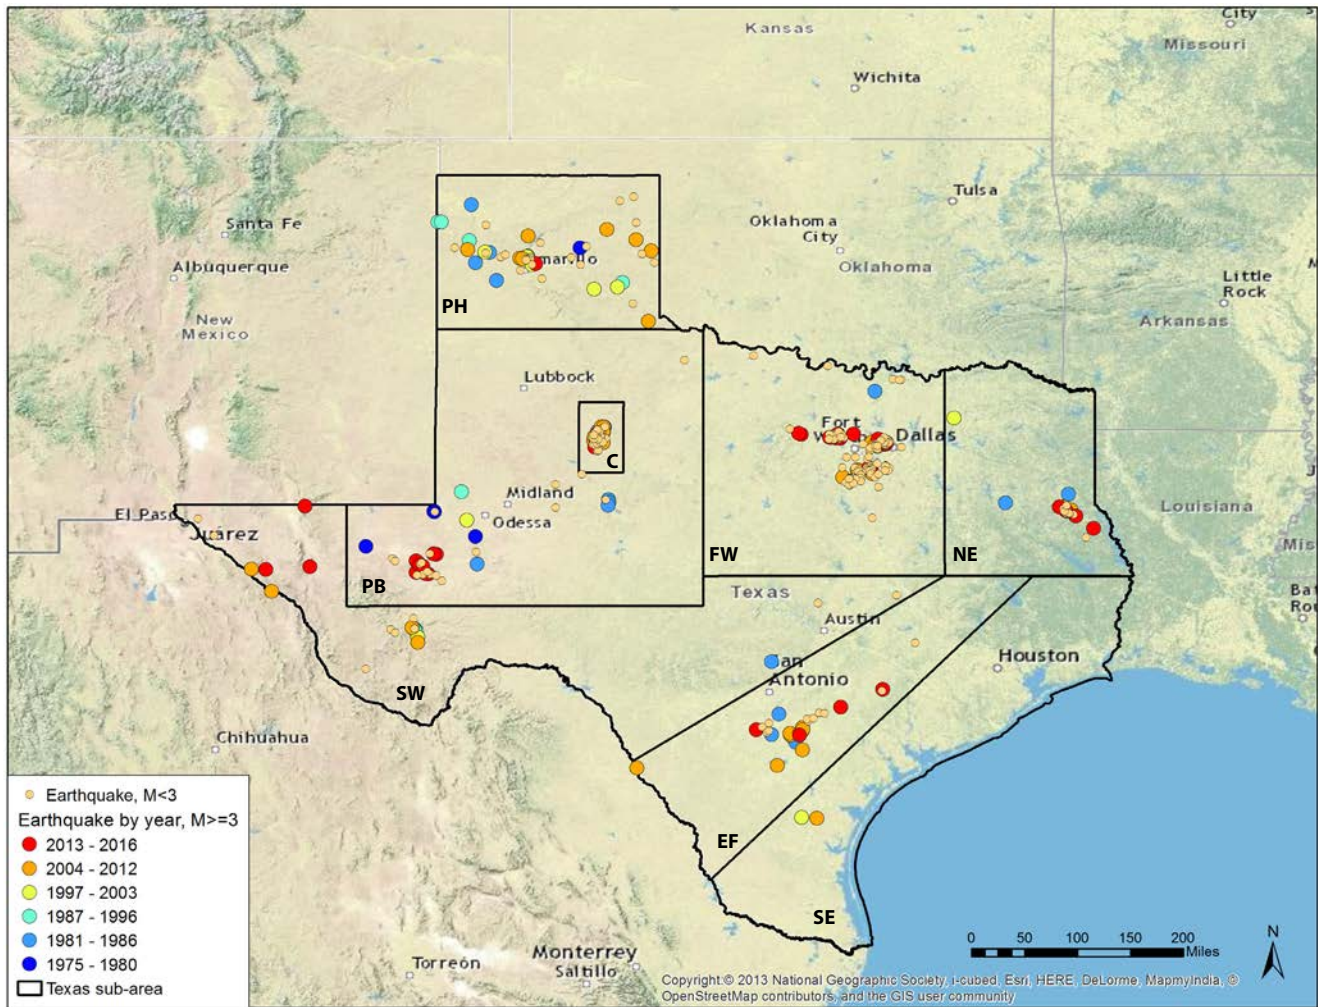 City
Kansas
Missouri
Wichita
Tulsa
Santa Fe
Oklahoma
City
Oklahoma
Albuquerque
Little
Rock
PH
New
Mexico
Arkansas
Lubbock
Fort
Dallas
C
Midland
Odessa
Louisiana
El Paso
Juárez
FW
NE
PB
Texas
Austin
San
Antonio
Houston
SW
Chihuahua
EF
SE
Earthquake, M<3
Earthquake by year, M>=3
2013 - 2016
2004 - 2012
1997 - 2003
1987 - 1996
1981 - 1986
1975 - 1980
Texas sub-area
0 50 100 150 200
Miles
N
Monterrey
Saltillo
Torreón
Copyright:© 2013 National Geographic Society, i-cubed, Esri, HERE, DeLorme, MapmyIndia, ©
OpenStreetMap contributors, and the GIS user community